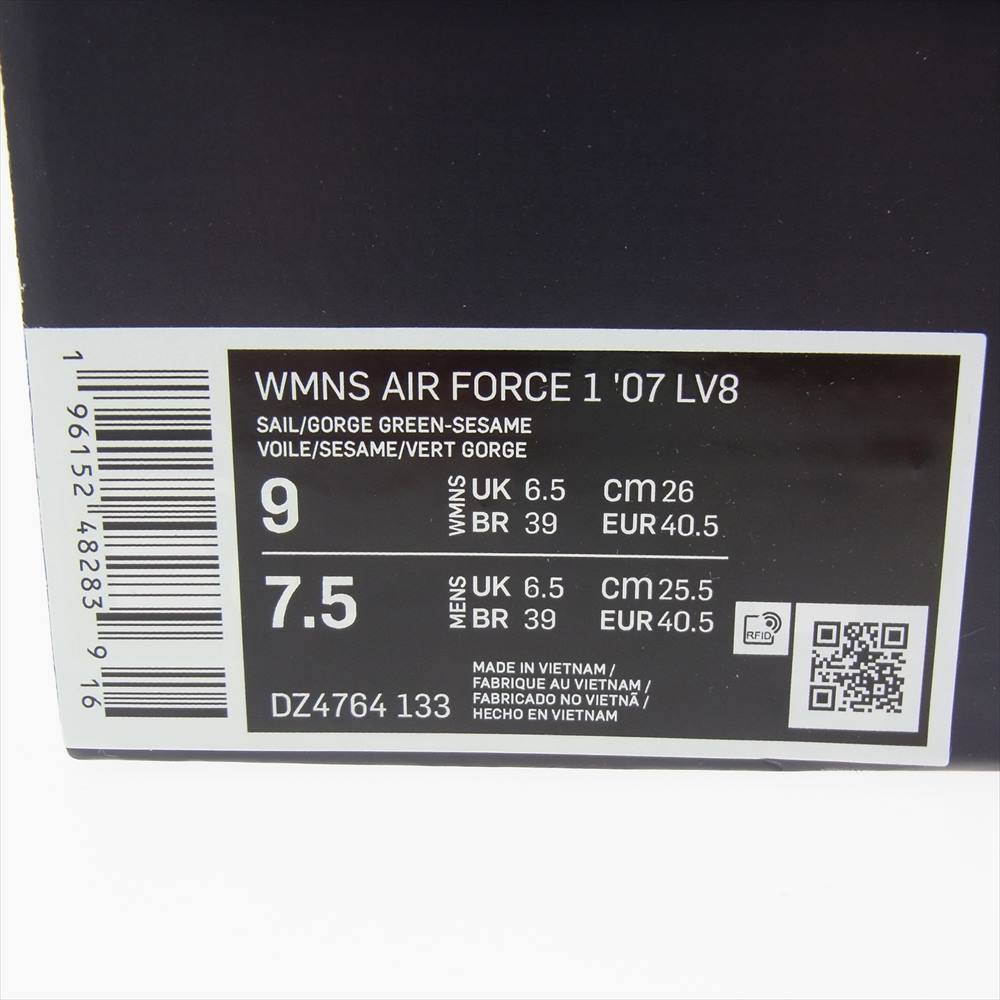 1 96152 48283 9 16
WMNS AIR FORCE 1 '07 LV8
SAIL/GORGE GREEN-SESAME
VOILE/SESAME/VERT GORGE
9 WMNS UK 6.5 cm 26
BR 39 EUR 40.5
7.5 MENS UK 6.5 cm 25.5
BR 39 EUR 40.5
RFID
DZ4764 133
MADE IN VIETNAM /
FABRIQUE AU VIETNAM /
FABRICADO NO VIETNÃ /
HECHO EN VIETNAM